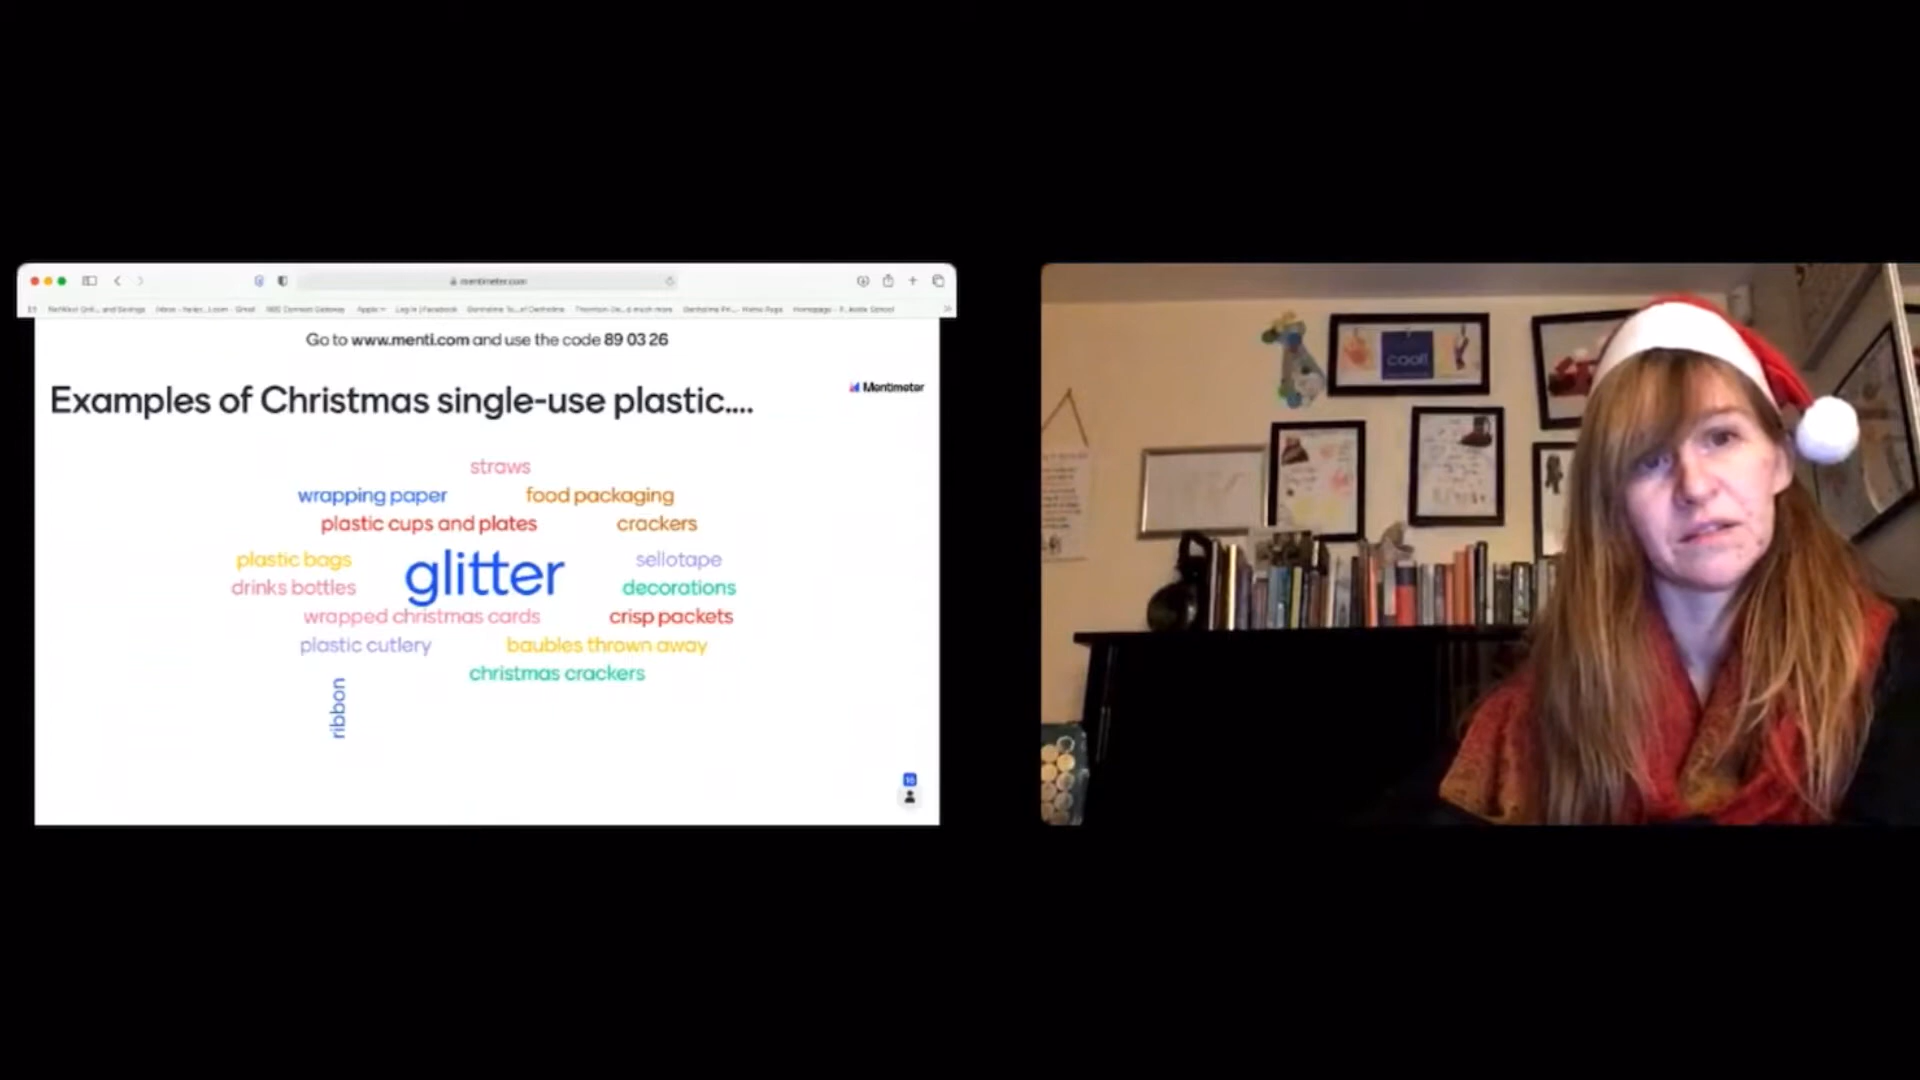 mentimeter.com
Go to www.menti.com and use the code 89 03 26
Mentimeter
Examples of Christmas single-use plastic....
straws
wrapping paper
food packaging
plastic cups and plates
crackers
plastic bags
glitter
sellotape
drinks bottles
decorations
wrapped christmas cards
crisp packets
plastic cutlery
baubles thrown away
christmas crackers
ribbon
cool!